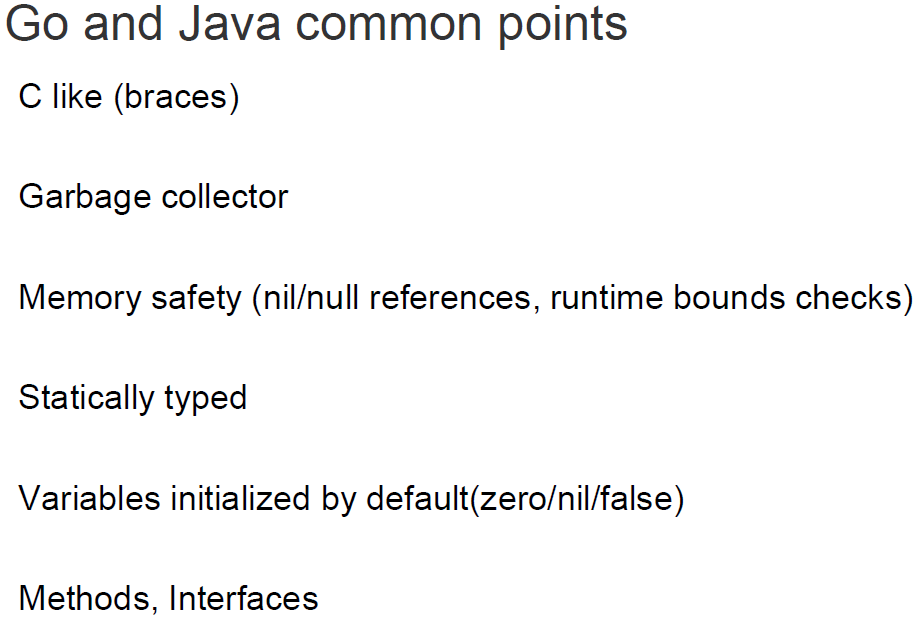 Go and Java common points
C like (braces)
Garbage collector
Memory safety (nil/null references, runtime bounds checks)
Statically typed
Variables initialized by default(zero/nil/false)
Methods, Interfaces